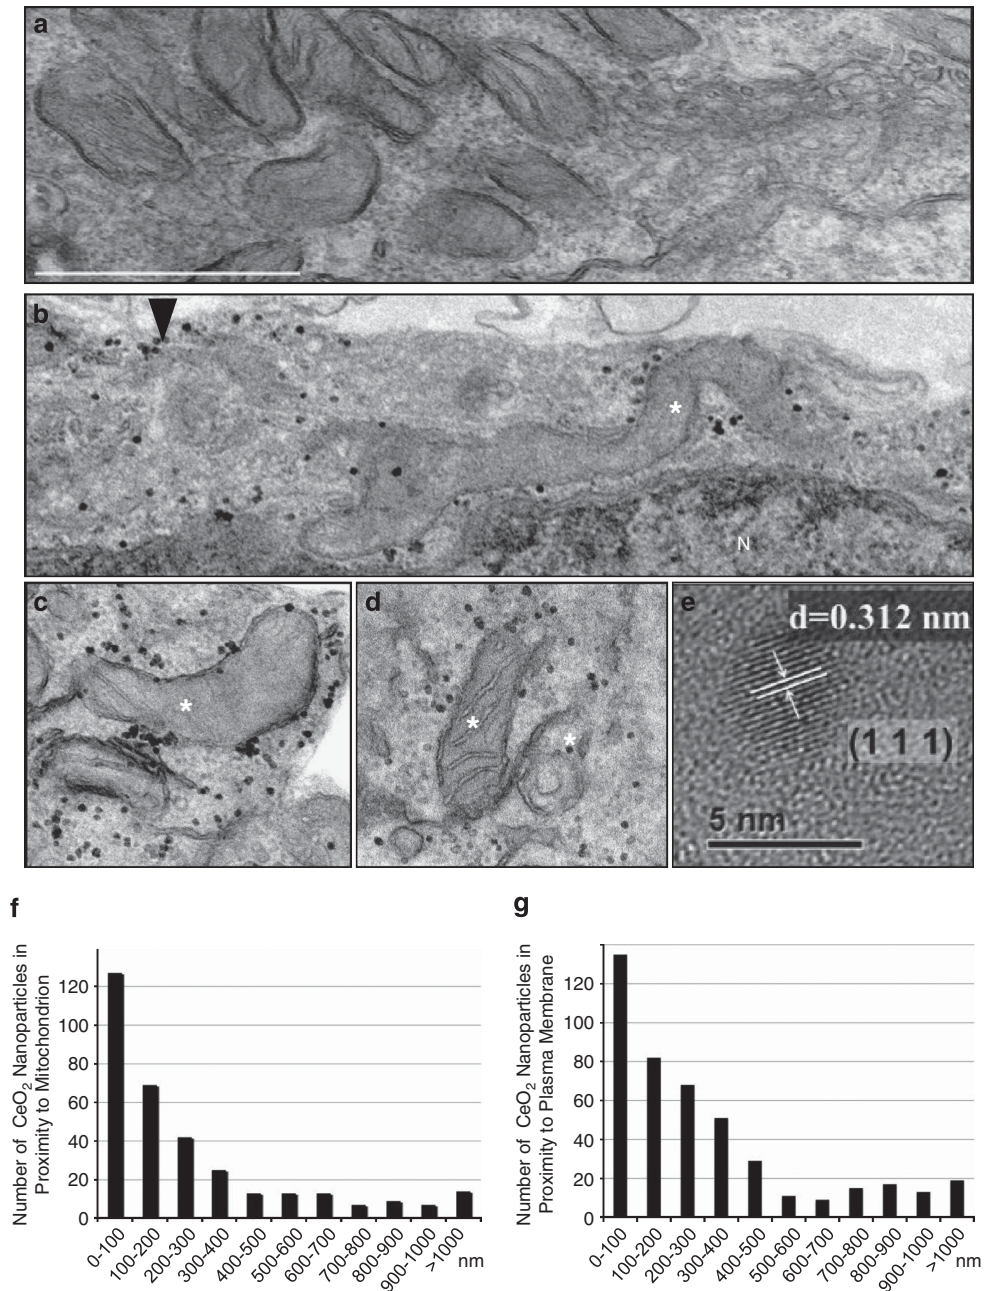 a
b
*
N
c
*
d
*
*
e
d=0.312 nm
(1 1 1)
5 nm
f
Number of CeO2 Nanoparticles in
Proximity to Mitochondrion
120
100
80
60
40
20
0
0-100
100-200
200-300
300-400
400-500
500-600
600-700
700-800
800-900
900-1000
>1000
nm
g
Number of CeO2 Nanoparticles in
Proximity to Plasma Membrane
120
100
80
60
40
20
0
0-100
100-200
200-300
300-400
400-500
500-600
600-700
700-800
800-900
900-1000
>1000
nm